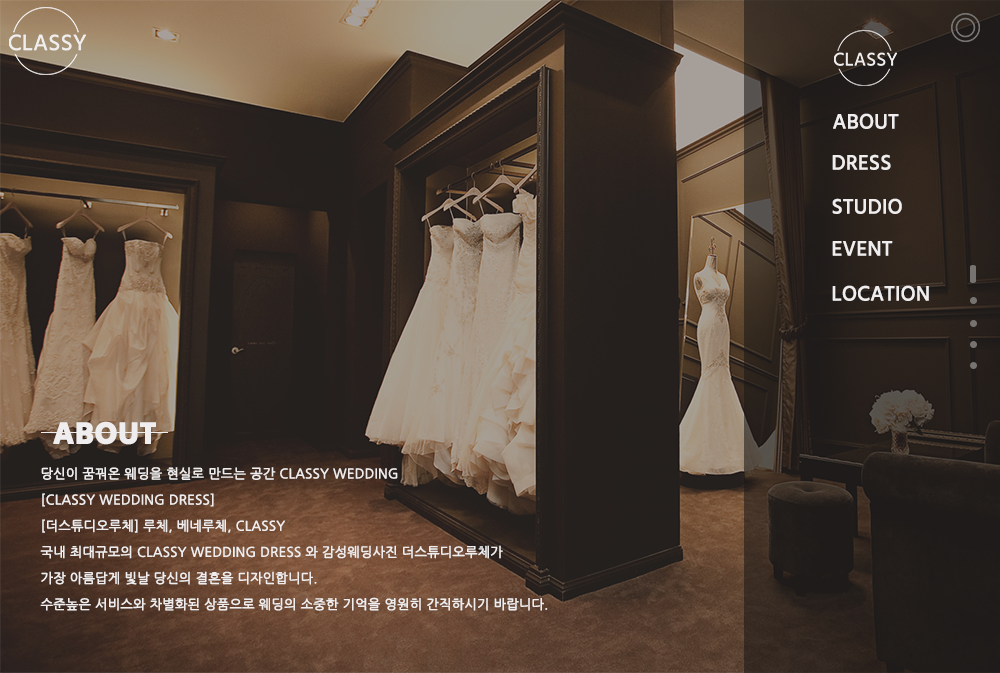 CLASSY
CLASSY
ABOUT
DRESS
STUDIO
EVENT
LOCATION
ABOUT
당신이 꿈꿔온 웨딩을 현실로 만드는 공간 CLASSY WEDDING
[CLASSY WEDDING DRESS]
[더스튜디오루체] 루체, 베네루체, CLASSY
국내 최대규모의 CLASSY WEDDING DRESS 와 감성웨딩사진 더스튜디오루체가
가장 아름답게 빛날 당신의 결혼을 디자인합니다.
수준높은 서비스와 차별화된 상품으로 웨딩의 소중한 기억을 영원히 간직하시기 바랍니다.